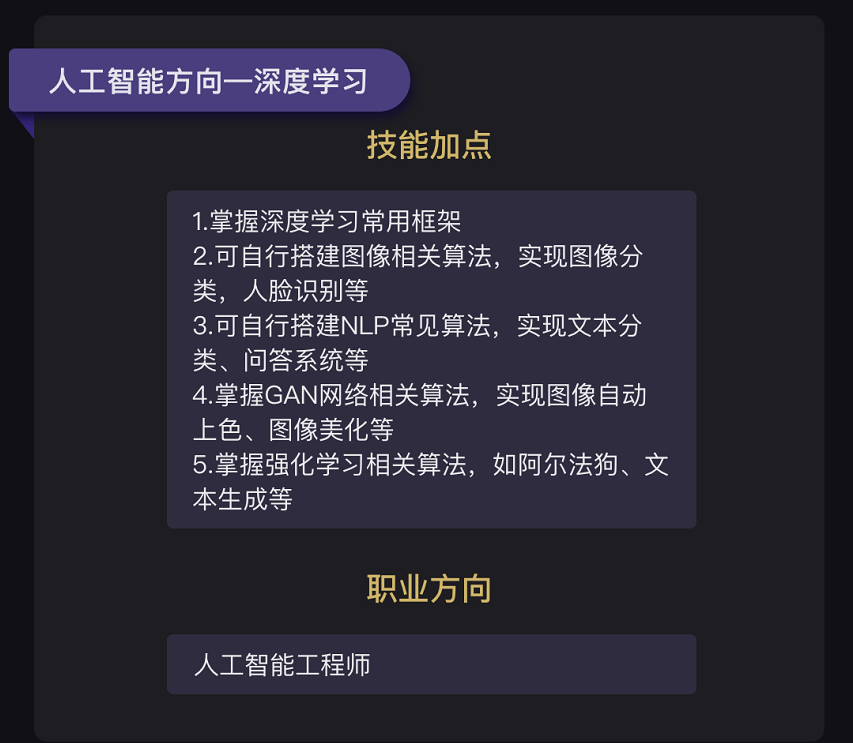 人工智能方向—深度学习
技能加点
1.掌握深度学习常用框架
2.可自行搭建图像相关算法，实现图像分
类，人脸识别等
3.可自行搭建NLP常见算法，实现文本分
类、问答系统等
4.掌握GAN网络相关算法，实现图像自动
上色、图像美化等
5.掌握强化学习相关算法，如阿尔法狗、文
本生成等
职业方向
人工智能工程师